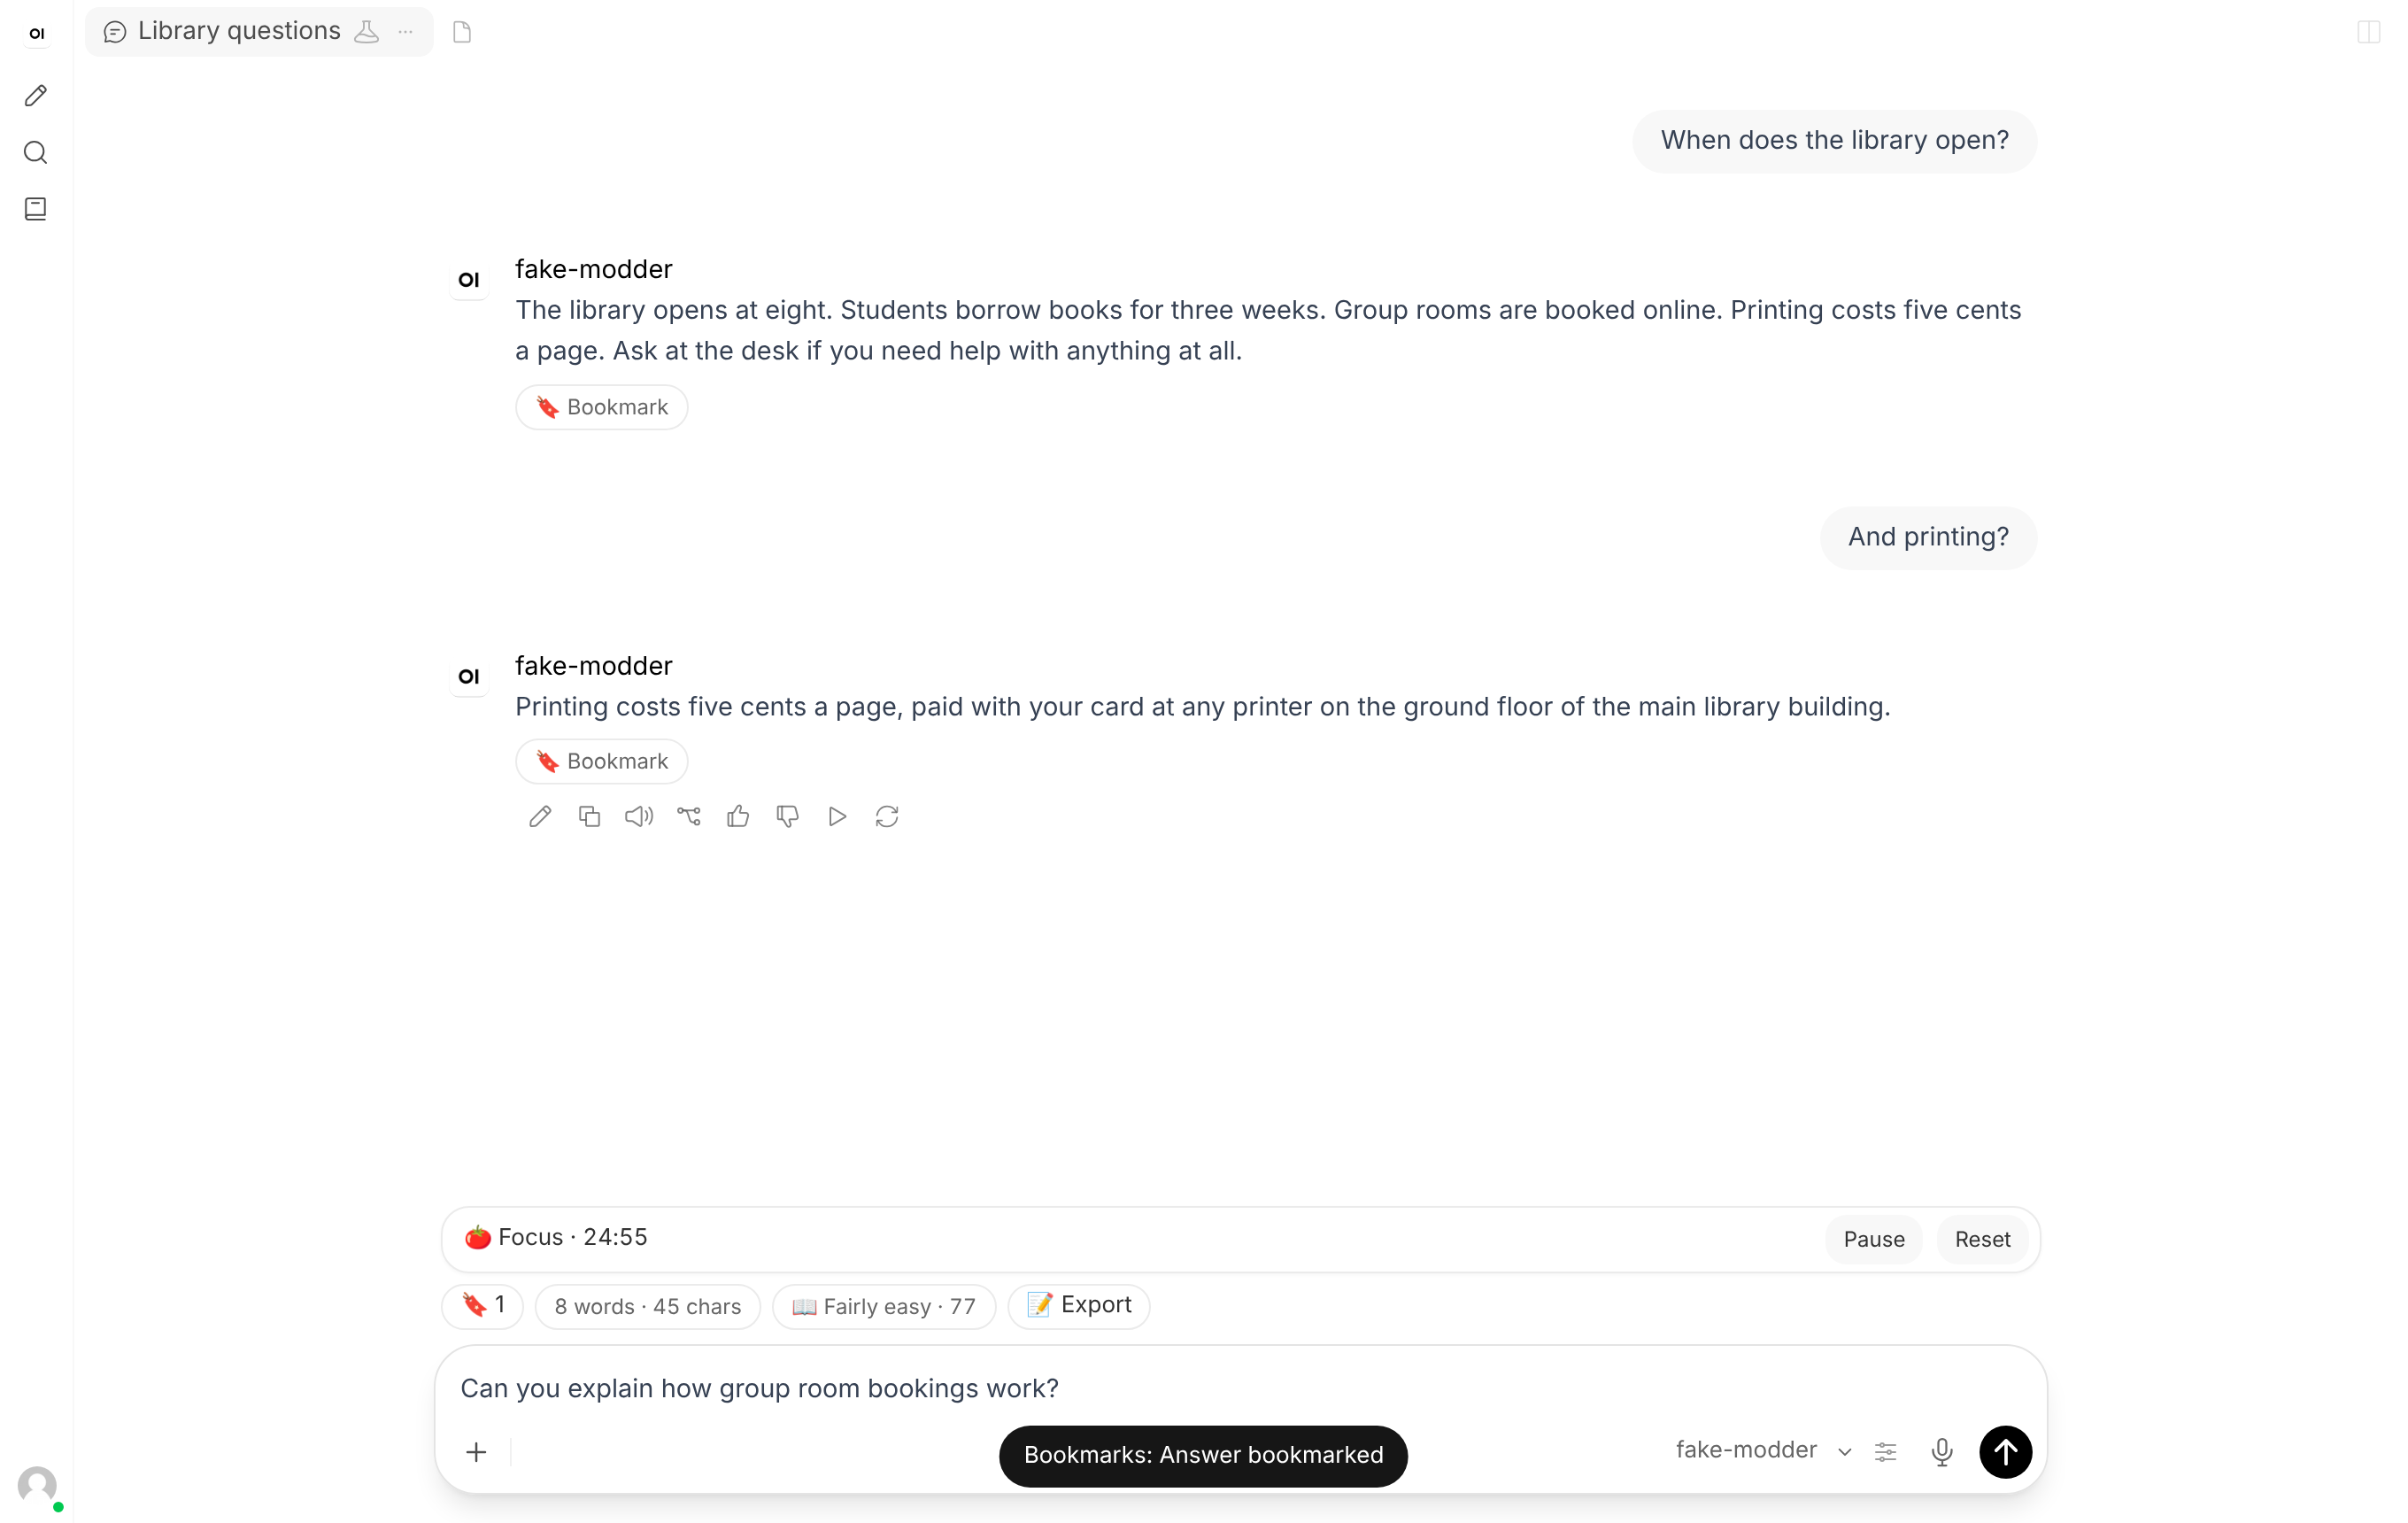 OI
Library questions
When does the library open?
OI
fake-modder
The library opens at eight. Students borrow books for three weeks. Group rooms are booked online. Printing costs five cents
a page. Ask at the desk if you need help with anything at all.
🔖 Bookmark
And printing?
OI
fake-modder
Printing costs five cents a page, paid with your card at any printer on the ground floor of the main library building.
🔖 Bookmark
🍅 Focus · 24:55
Pause
Reset
🔖 1
8 words · 45 chars
📖 Fairly easy · 77
📝 Export
Can you explain how group room bookings work?
Bookmarks: Answer bookmarked
fake-modder